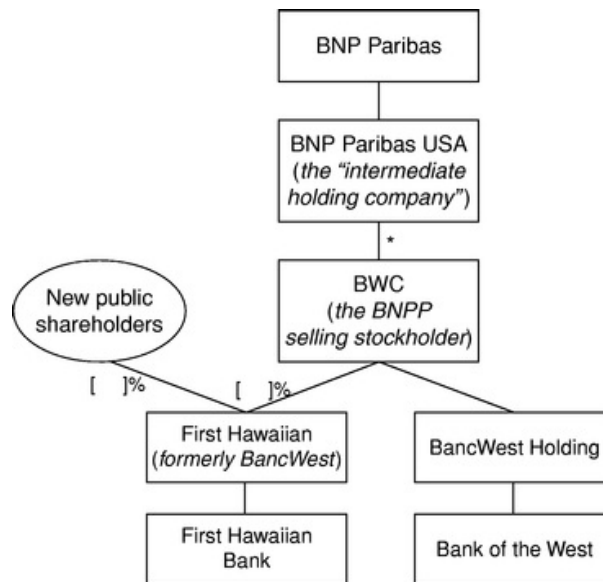 BNP Paribas
BNP Paribas USA
(the “intermediate
holding company”)
*
BWC
(the BNPP
selling stockholder)
New public
shareholders
[ ]%
[ ]%
First Hawaiian
(formerly BancWest)
BancWest Holding
First Hawaiian
Bank
Bank of the West